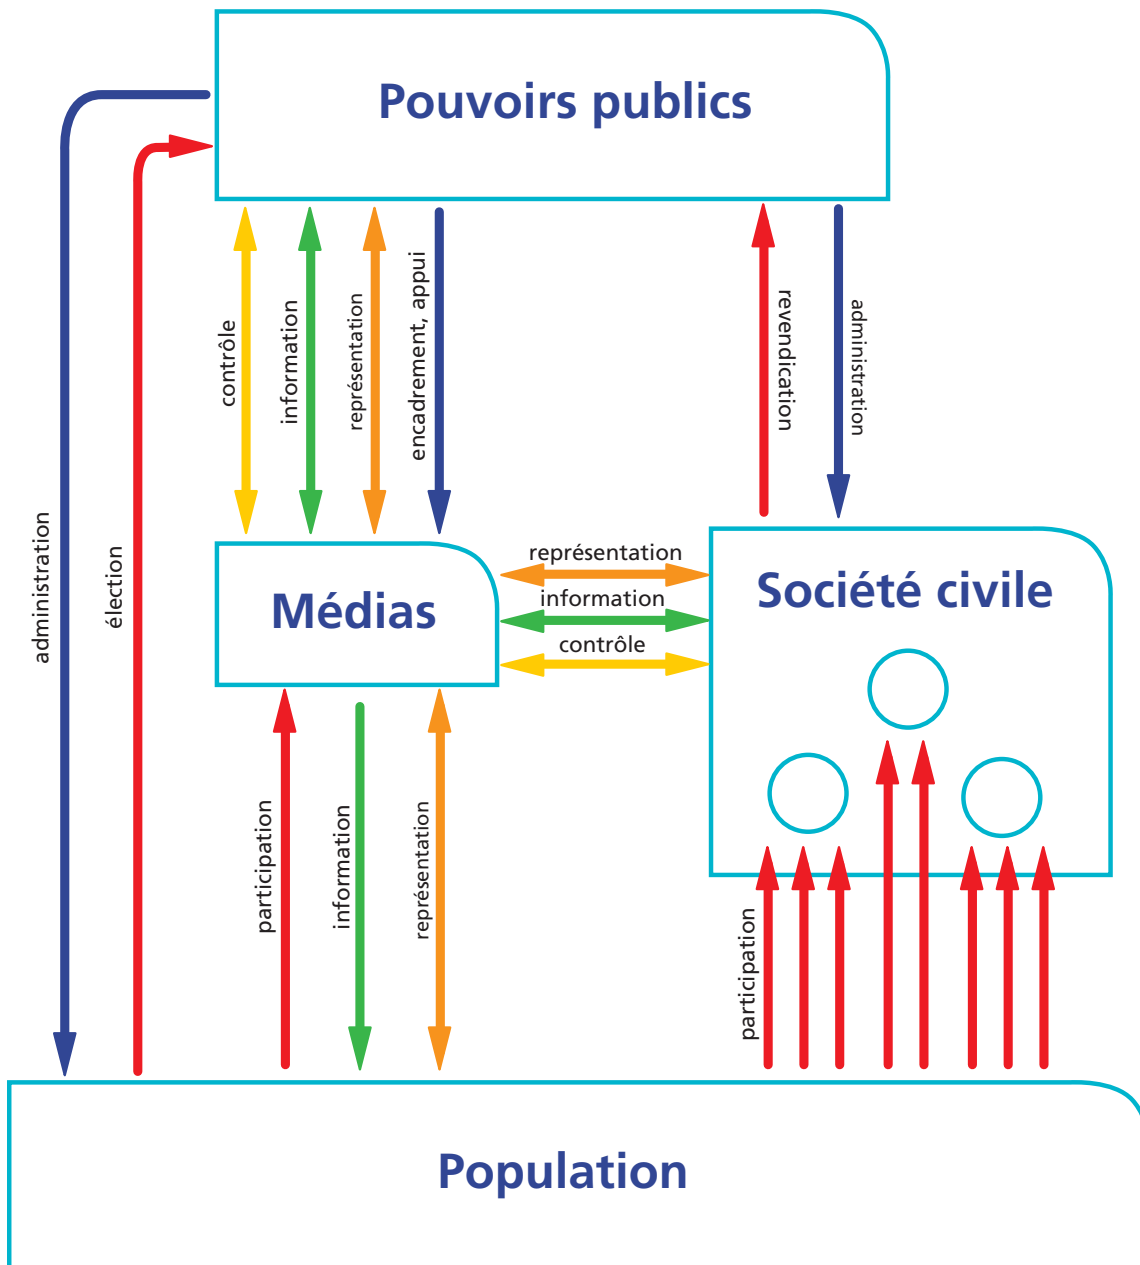 Pouvoirs publics
administration
élection
contrôle
information
représentation
encadrement, appui
revendication
administration
Médias
représentation
information
contrôle
Société civile
participation
information
représentation
participation
Population